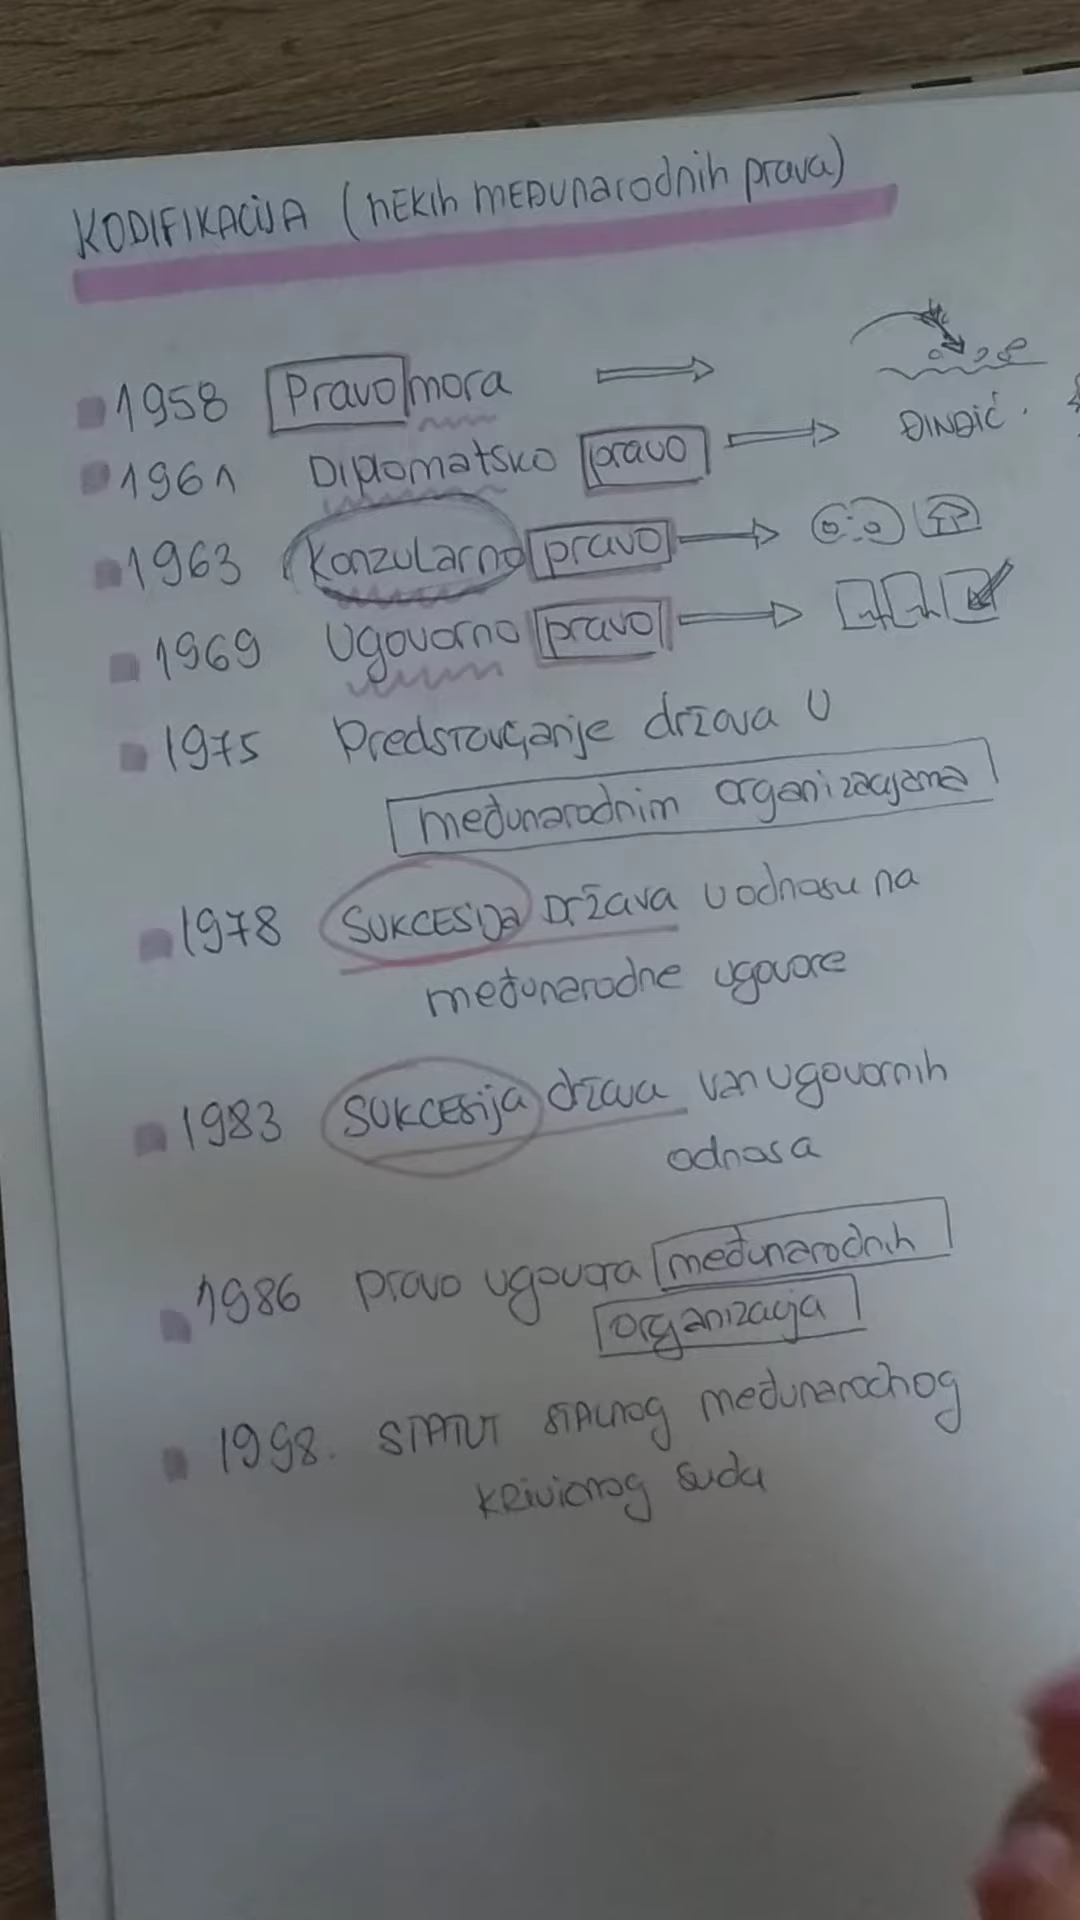 KODIFIKACIJA (nEKih MEĐUnarodnih prava)
1958 Pravo mora
1961 Diplomatsko pravo
ĐINĐIĆ.
1963 Konzularno pravo
1969 Ugovorno pravo
1975 Predstavljanje država U
međunarodnim organizacijama
1978 SUKCESIJA DRŽAVA u odnosu na
međunarodne ugovore
1983 SUKCESija država van ugovornih
odnosa
1986 pravo ugovora međunarodnih
organizacija
1998. STATUT STALNOG međunarodnog
KRivičnog suda